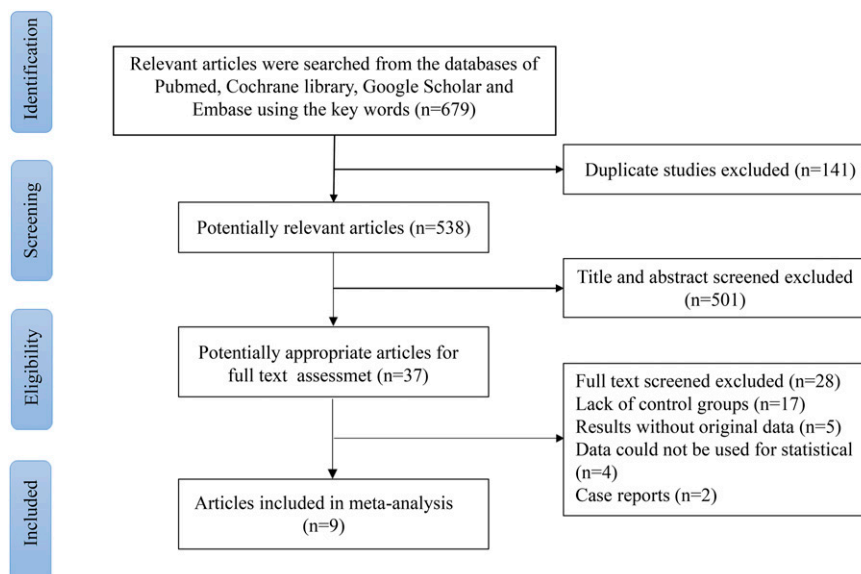 Identification
Relevant articles were searched from the databases of
Pubmed, Cochrane library, Google Scholar and
Embase using the key words (n=679)
Duplicate studies excluded (n=141)
Screening
Potentially relevant articles (n=538)
Title and abstract screened excluded
(n=501)
Eligibility
Potentially appropriate articles for
full text assessmet (n=37)
Full text screened excluded (n=28)
Lack of control groups (n=17)
Results without original data (n=5)
Data could not be used for statistical
(n=4)
Case reports (n=2)
Included
Articles included in meta-analysis
(n=9)